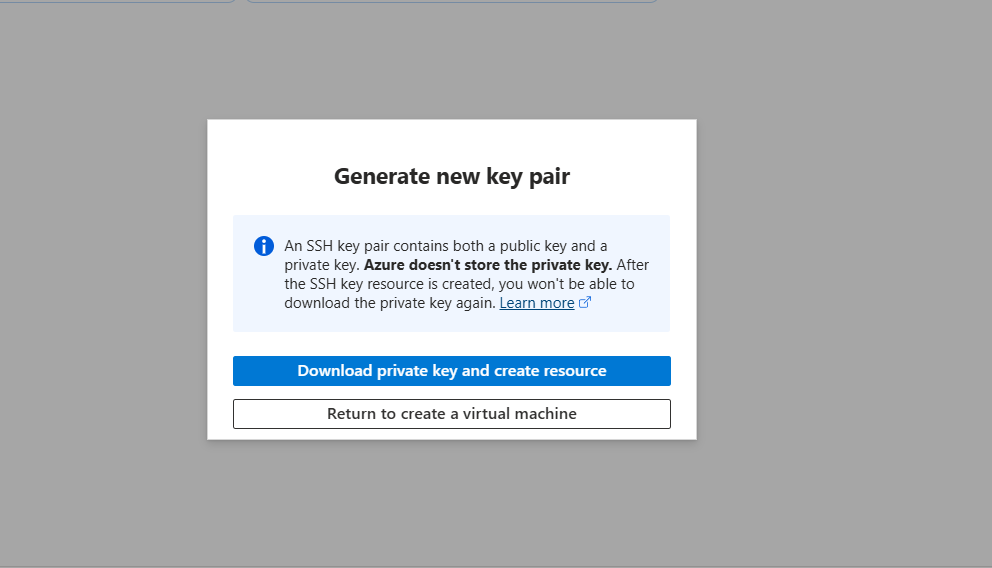 Generate new key pair
An SSH key pair contains both a public key and a
private key. Azure doesn't store the private key. After
the SSH key resource is created, you won't be able to
download the private key again. Learn more
Download private key and create resource
Return to create a virtual machine